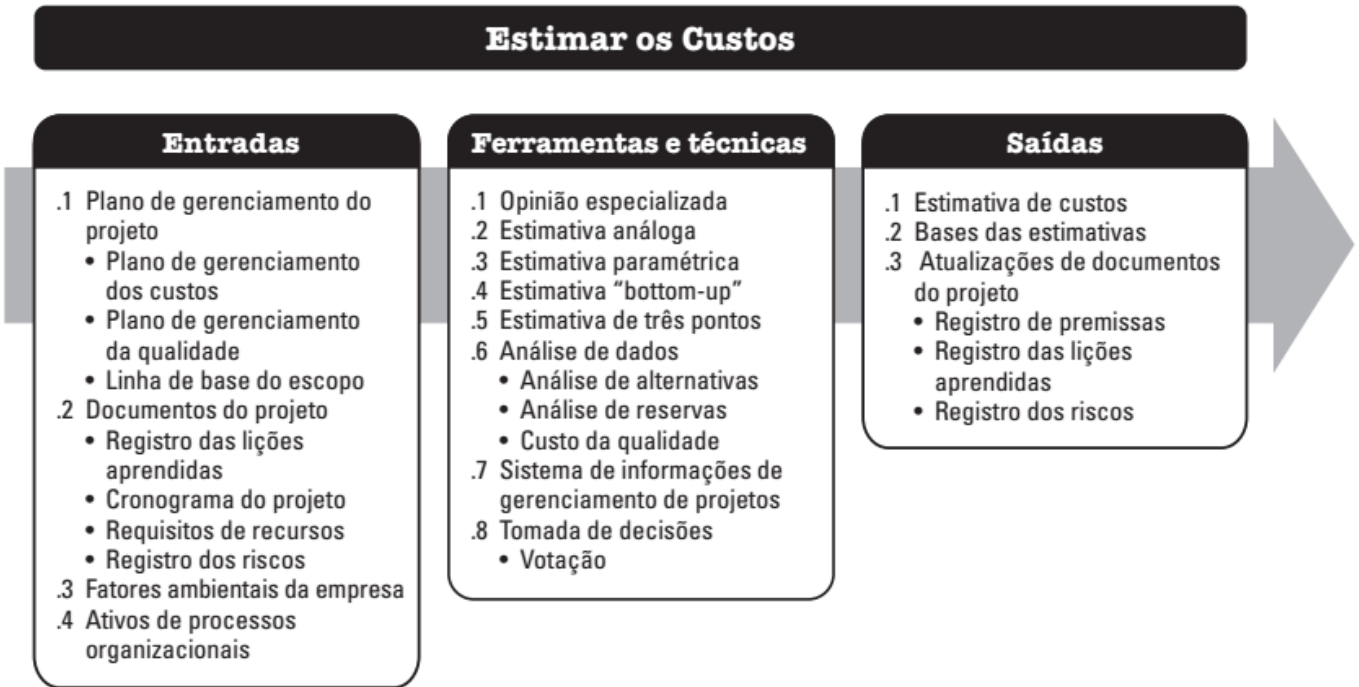 Estimar os Custos
Entradas
.1 Plano de gerenciamento do
projeto
• Plano de gerenciamento
dos custos
• Plano de gerenciamento
da qualidade
• Linha de base do escopo
.2 Documentos do projeto
• Registro das lições
aprendidas
• Cronograma do projeto
• Requisitos de recursos
• Registro dos riscos
.3 Fatores ambientais da empresa
.4 Ativos de processos
organizacionais
Ferramentas e técnicas
.1 Opinião especializada
.2 Estimativa análoga
.3 Estimativa paramétrica
.4 Estimativa “bottom-up”
.5 Estimativa de três pontos
.6 Análise de dados
• Análise de alternativas
• Análise de reservas
• Custo da qualidade
.7 Sistema de informações de
gerenciamento de projetos
.8 Tomada de decisões
• Votação
Saídas
.1 Estimativa de custos
.2 Bases das estimativas
.3 Atualizações de documentos
do projeto
• Registro de premissas
• Registro das lições
aprendidas
• Registro dos riscos